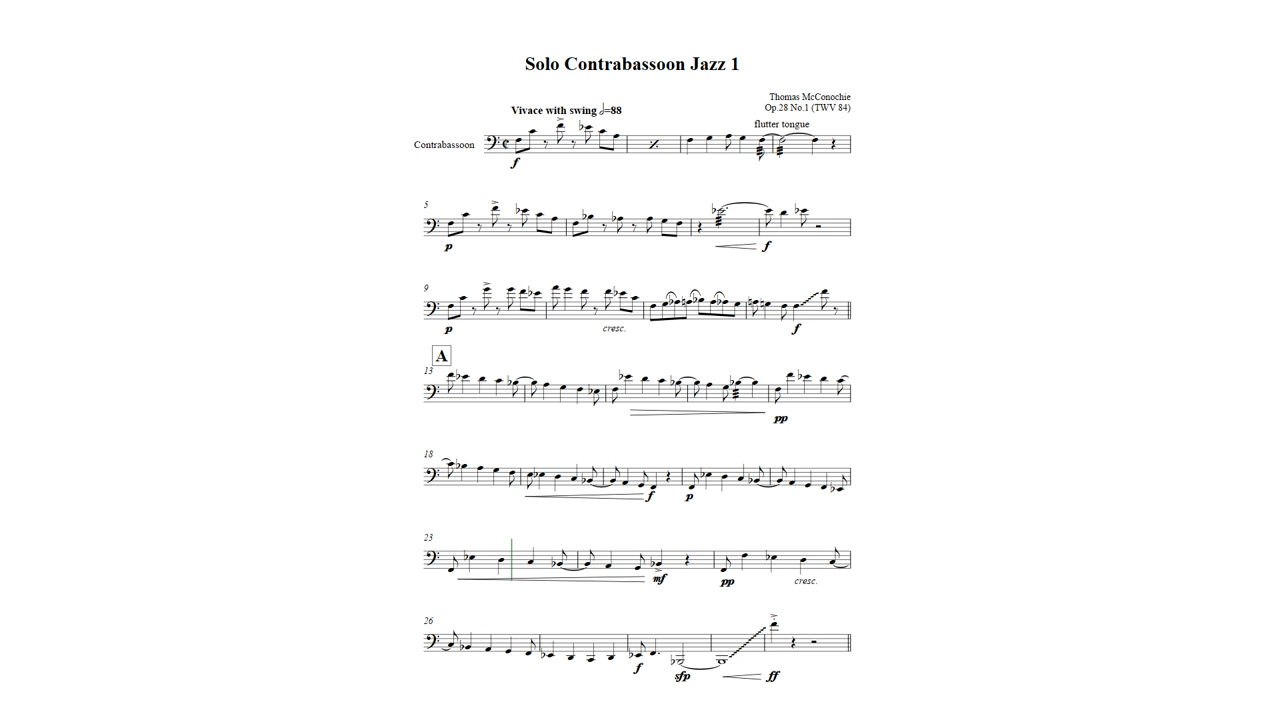 Solo Contrabassoon Jazz 1
Thomas McConochie
Op.28 No.1 (TWV 84)
Vivace with swing 𝅗𝅥=88
flutter tongue
Contrabassoon
f
5
p
f
9
p
cresc.
f
A
13
pp
18
f
p
23
mf
pp
cresc.
26
f
sfp
ff